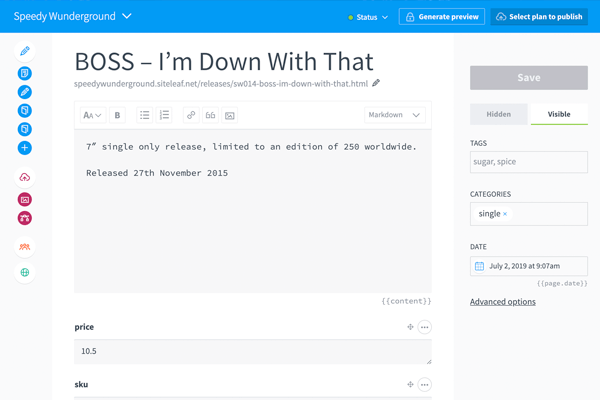 Speedy Wunderground
Status
Generate preview
Select plan to publish
BOSS – I’m Down With That
speedywunderground.siteleaf.net/releases/sw014-boss-im-down-with-that.html
AA
B
Markdown
7″ single only release, limited to an edition of 250 worldwide.
Released 27th November 2015
{{content}}
price
10.5
sku
Save
Hidden
Visible
TAGS
sugar, spice
CATEGORIES
single ×
DATE
July 2, 2019 at 9:07am
{{page.date}}
Advanced options